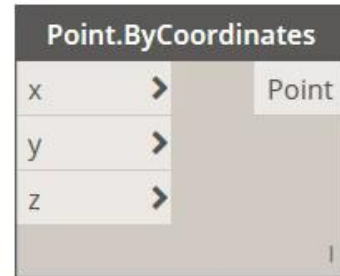 Point.ByCoordinates
x > Point
y >
z >
l